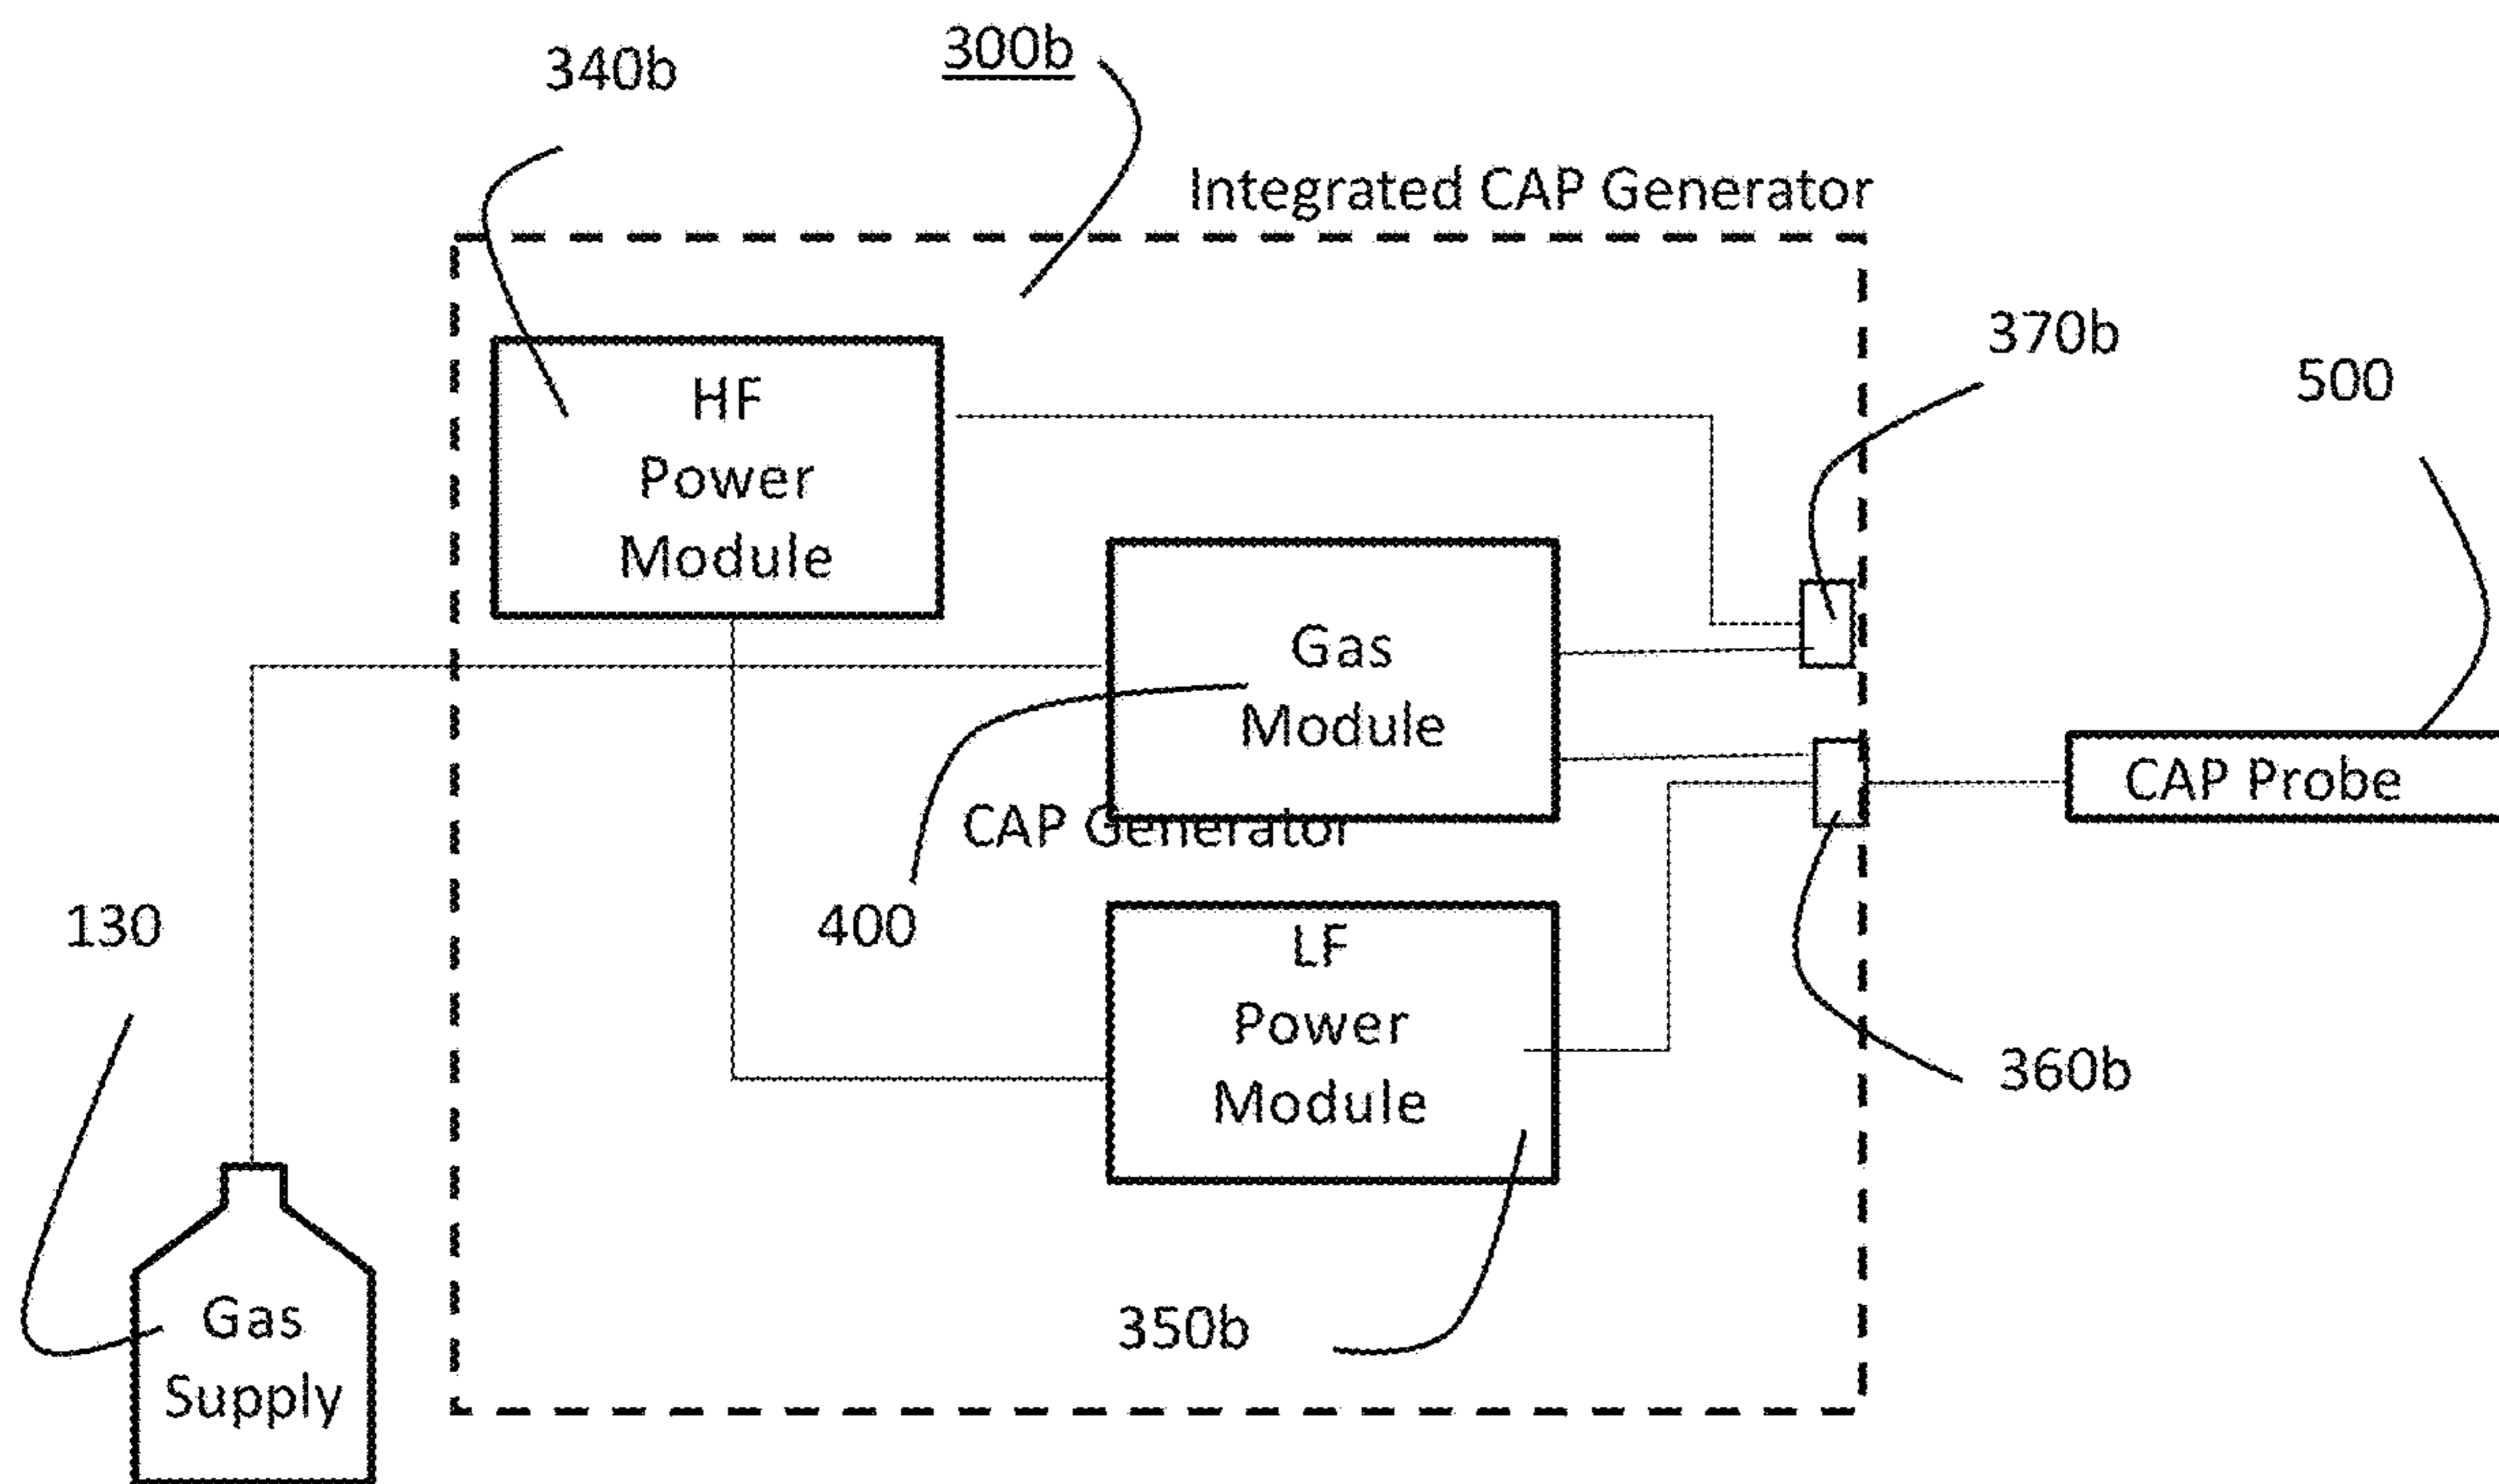 340b
300b
Integrated CAP Generator
370b
500
HF
Power
Module
Gas
Module
CAP Probe
CAP Generator
130
400
LF
Power
Module
360b
350b
Gas
Supply